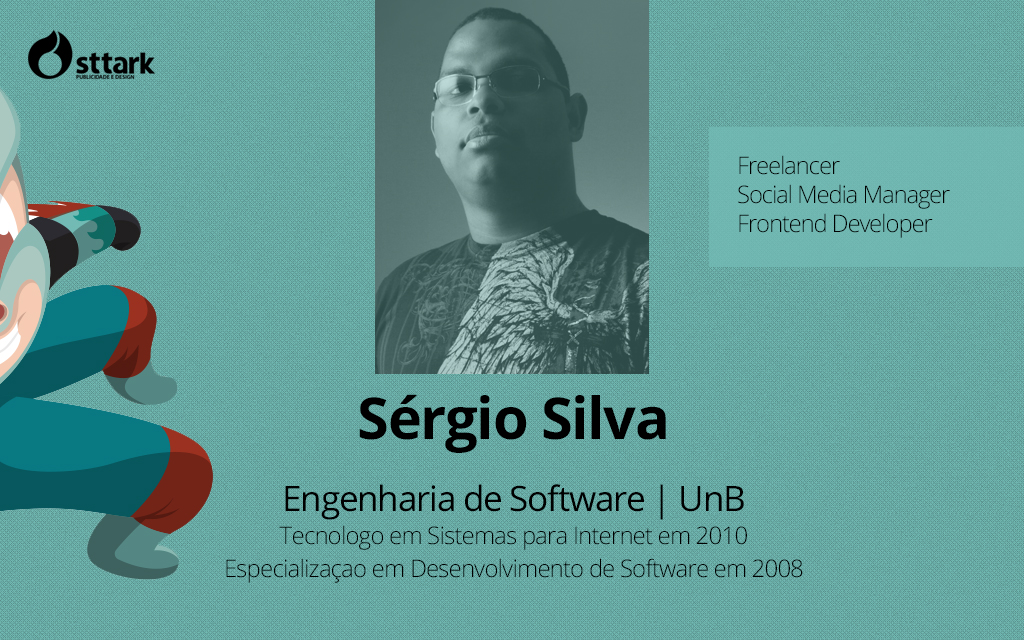 sttark
PUBLICIDADE E DESIGN
Freelancer
Social Media Manager
Frontend Developer
Sérgio Silva
Engenharia de Software | UnB
Tecnologo em Sistemas para Internet em 2010
Especializaçao em Desenvolvimento de Software em 2008